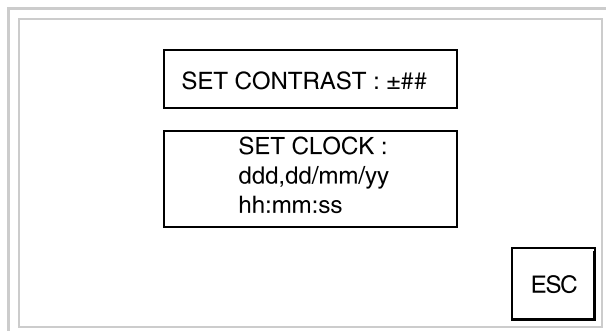 SET CONTRAST : ±##
SET CLOCK :
ddd,dd/mm/yy
hh:mm:ss
ESC